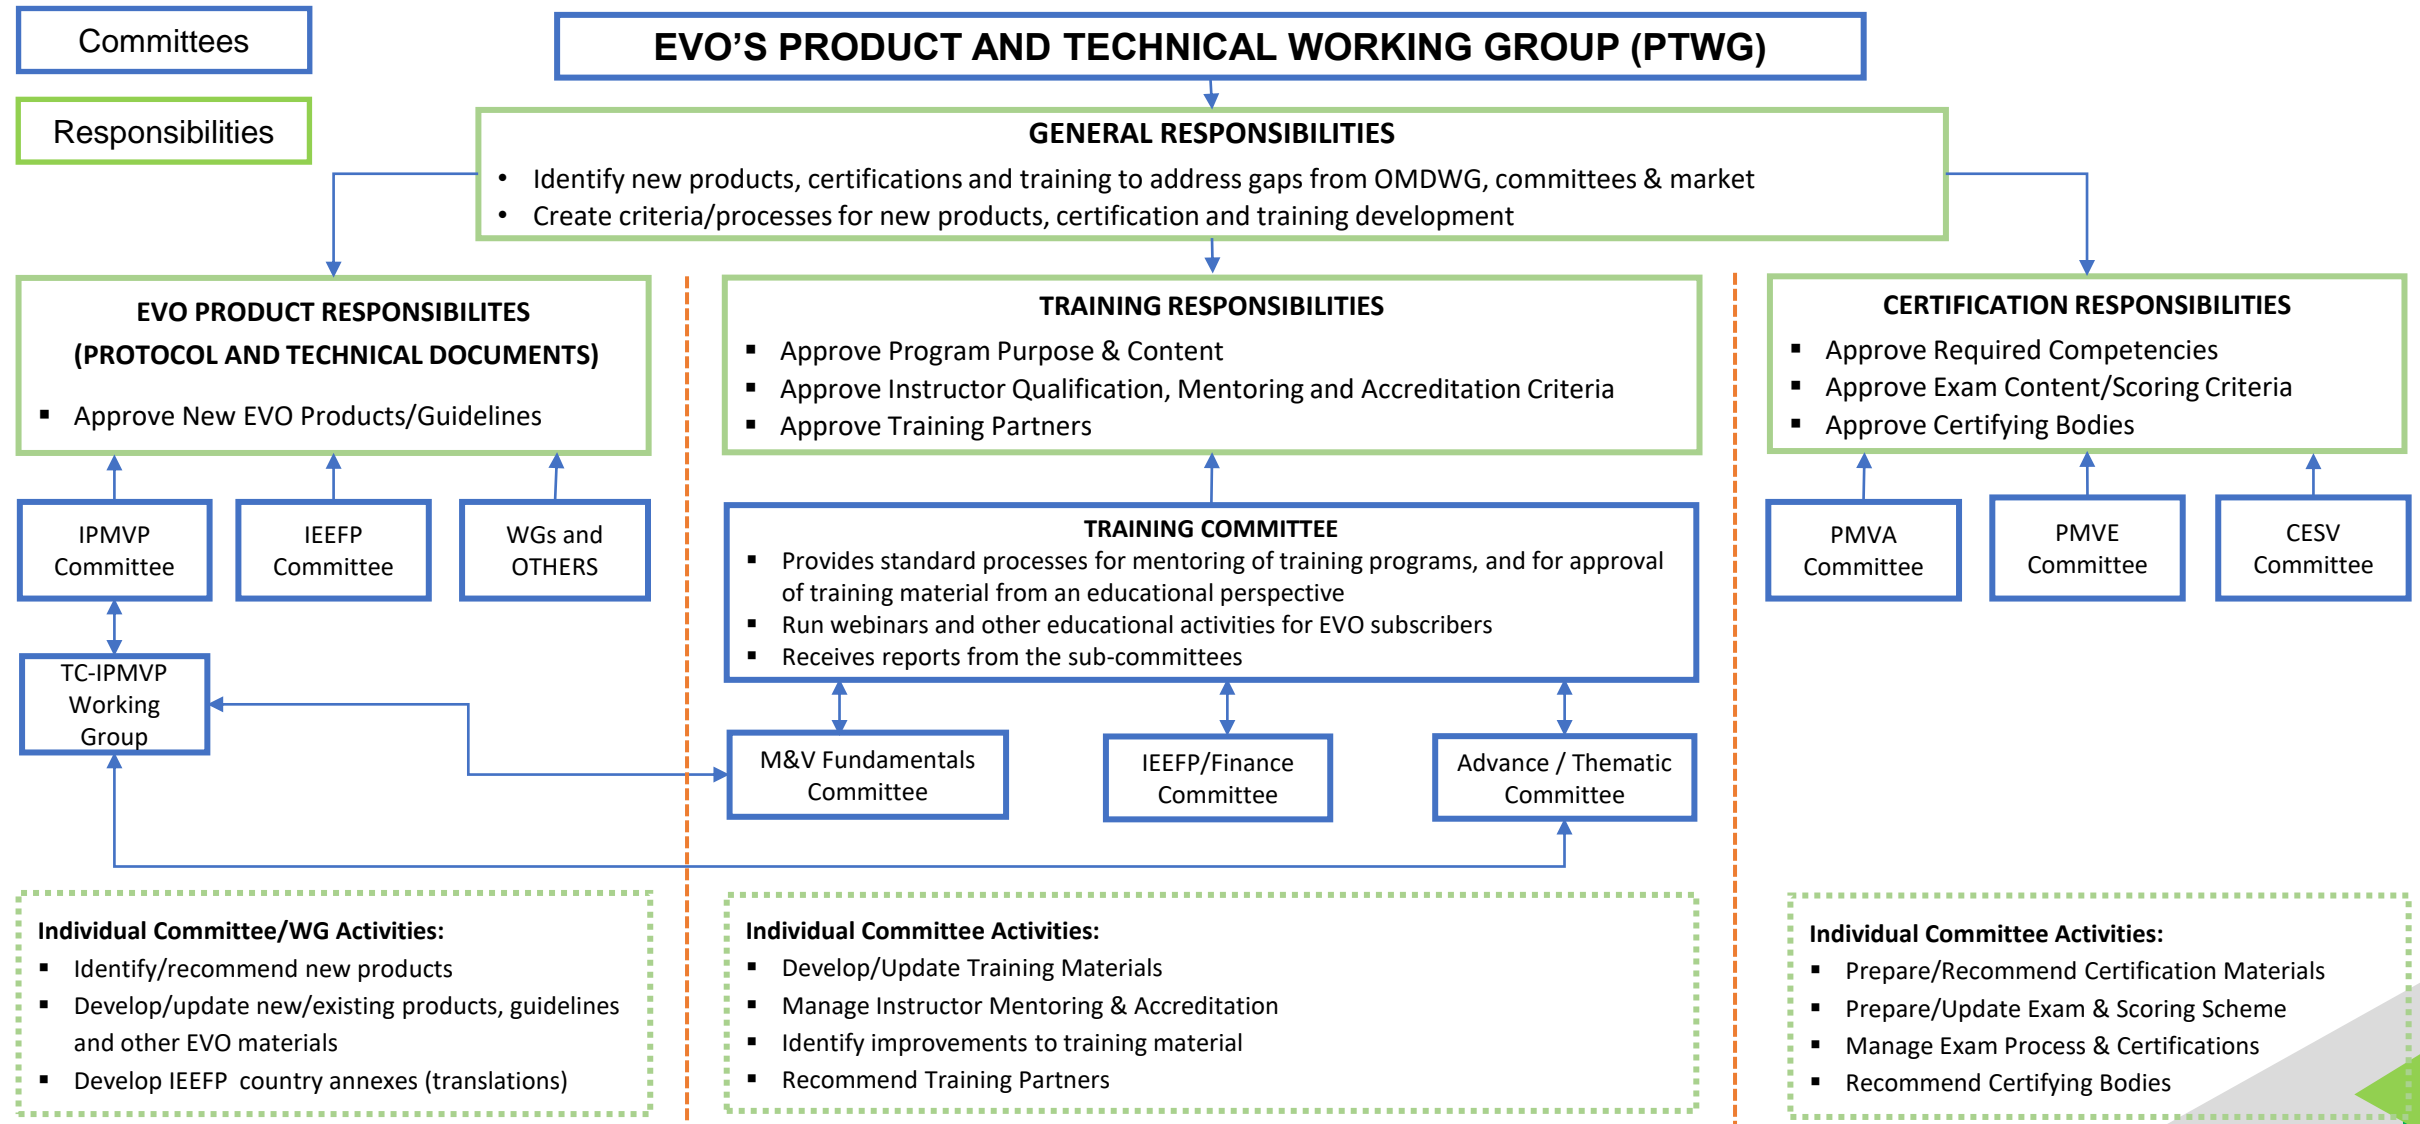 Committees
EVO’S PRODUCT AND TECHNICAL WORKING GROUP (PTWG)
Responsibilities
GENERAL RESPONSIBILITIES
• Identify new products, certifications and training to address gaps from OMDWG, committees & market
• Create criteria/processes for new products, certification and training development
EVO PRODUCT RESPONSIBILITES
(PROTOCOL AND TECHNICAL DOCUMENTS)
▪ Approve New EVO Products/Guidelines
TRAINING RESPONSIBILITIES
▪ Approve Program Purpose & Content
▪ Approve Instructor Qualification, Mentoring and Accreditation Criteria
▪ Approve Training Partners
CERTIFICATION RESPONSIBILITIES
▪ Approve Required Competencies
▪ Approve Exam Content/Scoring Criteria
▪ Approve Certifying Bodies
IPMVP
Committee
IEEFP
Committee
WGs and
OTHERS
TRAINING COMMITTEE
▪ Provides standard processes for mentoring of training programs, and for approval
of training material from an educational perspective
▪ Run webinars and other educational activities for EVO subscribers
▪ Receives reports from the sub-committees
PMVA
Committee
PMVE
Committee
CESV
Committee
TC-IPMVP
Working
Group
M&V Fundamentals
Committee
IEEFP/Finance
Committee
Advance / Thematic
Committee
Individual Committee/WG Activities:
▪ Identify/recommend new products
▪ Develop/update new/existing products, guidelines
and other EVO materials
▪ Develop IEEFP country annexes (translations)
Individual Committee Activities:
▪ Develop/Update Training Materials
▪ Manage Instructor Mentoring & Accreditation
▪ Identify improvements to training material
▪ Recommend Training Partners
Individual Committee Activities:
▪ Prepare/Recommend Certification Materials
▪ Prepare/Update Exam & Scoring Scheme
▪ Manage Exam Process & Certifications
▪ Recommend Certifying Bodies